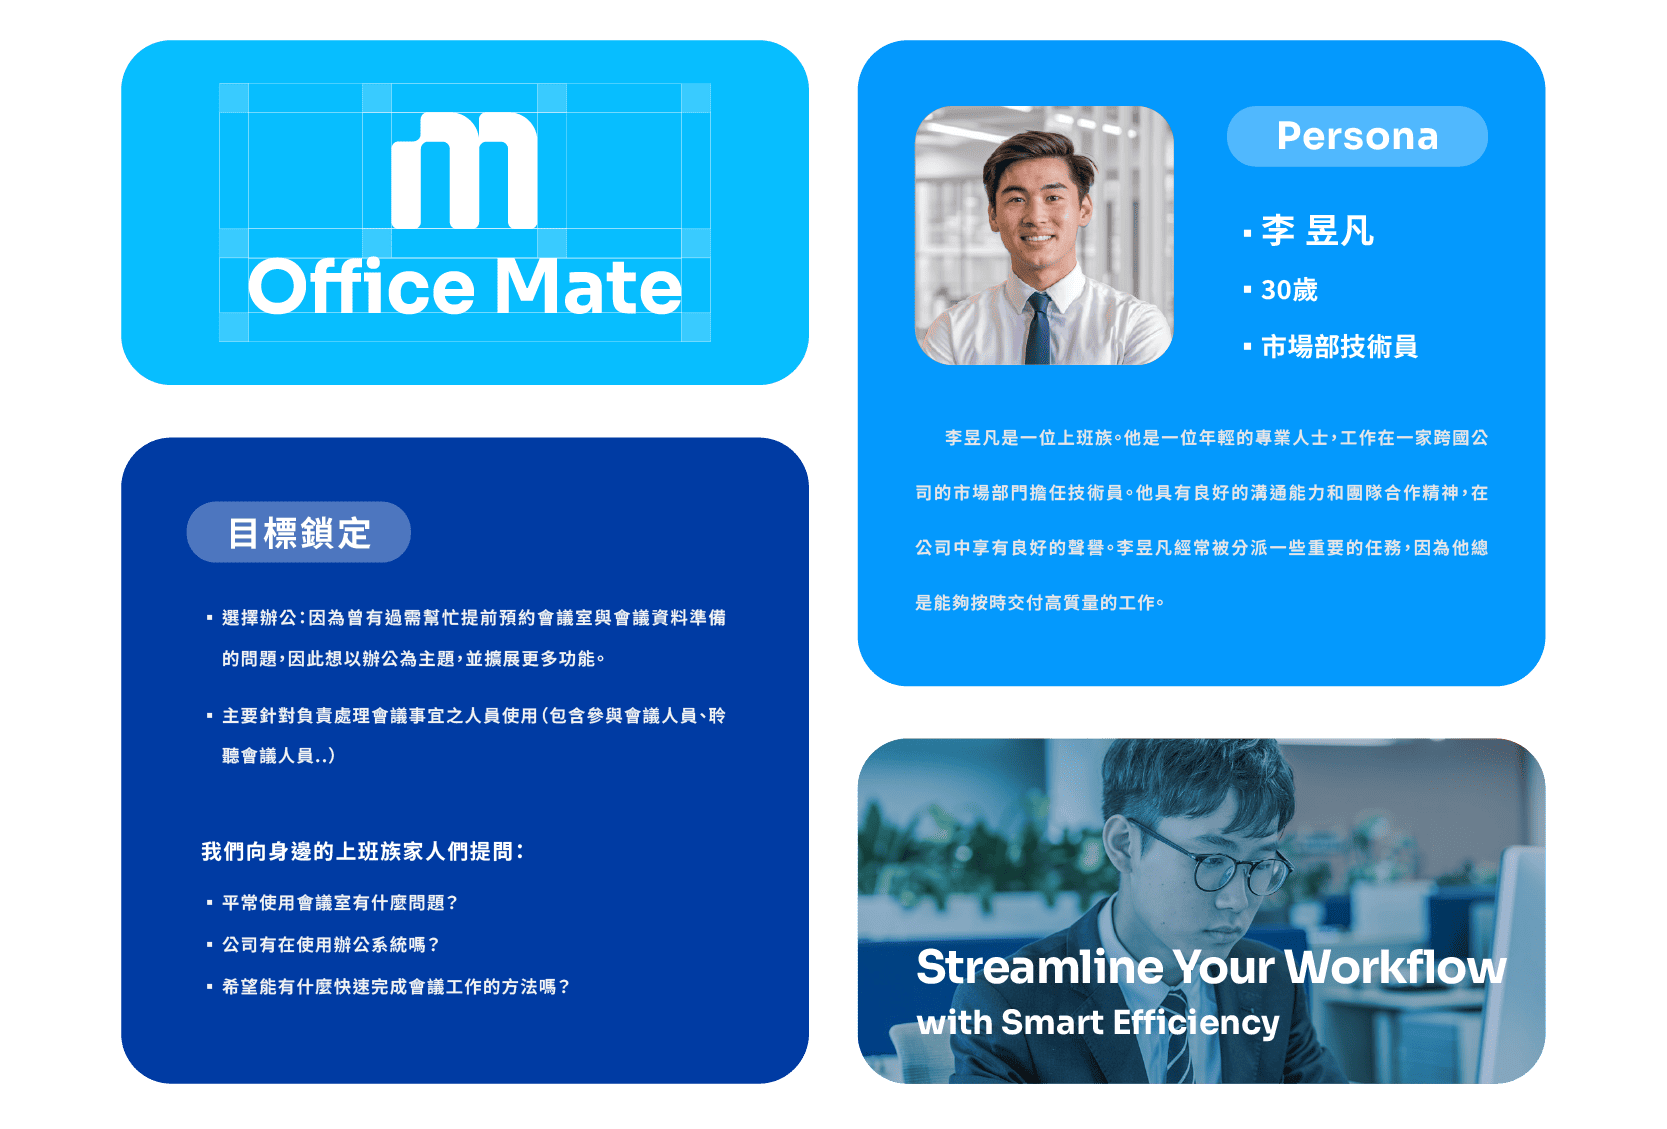 Office Mate
目標鎖定
▪ 選擇辦公：因為曾有過需幫忙提前預約會議室與會議資料準備
的問題，因此想以辦公為主題，並擴展更多功能。
▪ 主要針對負責處理會議事宜之人員使用（包含參與會議人員、聆
聽會議人員..）
我們向身邊的上班族家人們提問：
▪ 平常使用會議室有什麼問題？
▪ 公司有在使用辦公系統嗎？
▪ 希望能有什麼快速完成會議工作的方法嗎？
Persona
▪ 李 昱凡
▪ 30歲
▪ 市場部技術員
李昱凡是一位上班族。他是一位年輕的專業人士，工作在一家跨國公
司的市場部門擔任技術員。他具有良好的溝通能力和團隊合作精神，在
公司中享有良好的聲譽。李昱凡經常被分派一些重要的任務，因為他總
是能夠按時交付高質量的工作。
Streamline Your Workflow
with Smart Efficiency